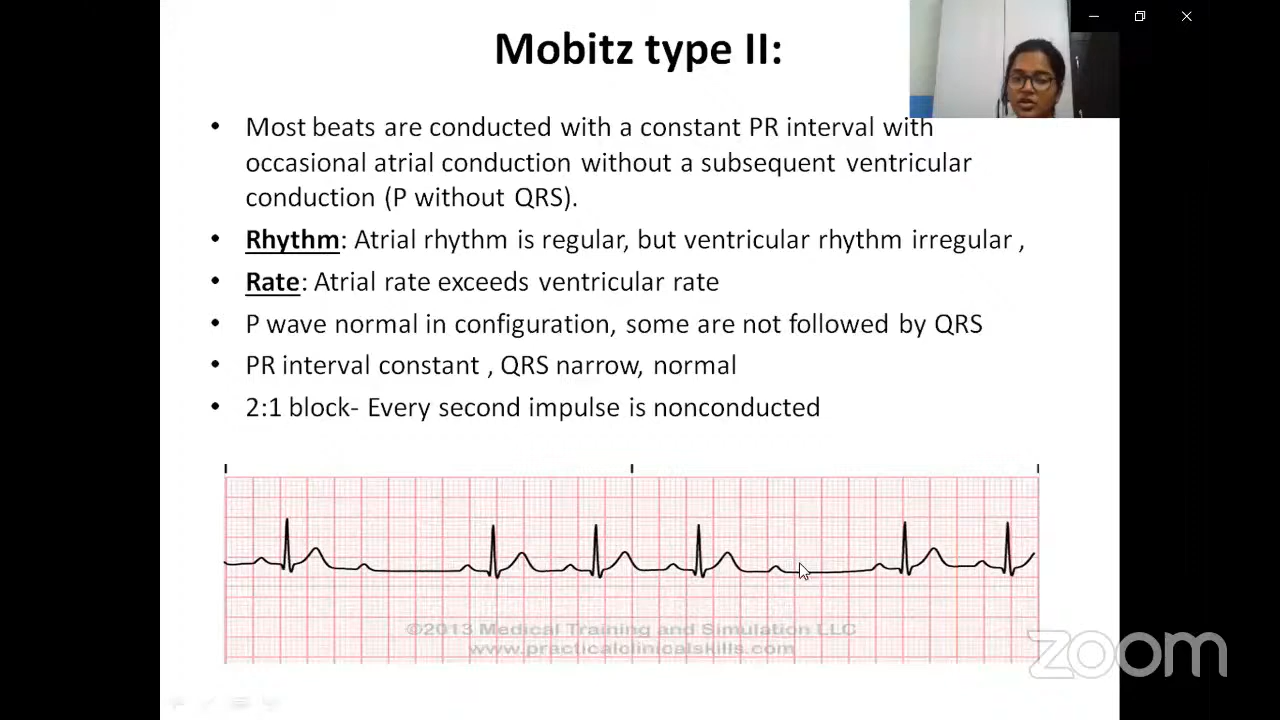 Mobitz type II:
• Most beats are conducted with a constant PR interval with
occasional atrial conduction without a subsequent ventricular
conduction (P without QRS).
• Rhythm: Atrial rhythm is regular, but ventricular rhythm irregular ,
• Rate: Atrial rate exceeds ventricular rate
• P wave normal in configuration, some are not followed by QRS
• PR interval constant , QRS narrow, normal
• 2:1 block- Every second impulse is nonconducted
©2013 Medical Training and Simulation LLC
www.practicalclinicalskills.com
zoom